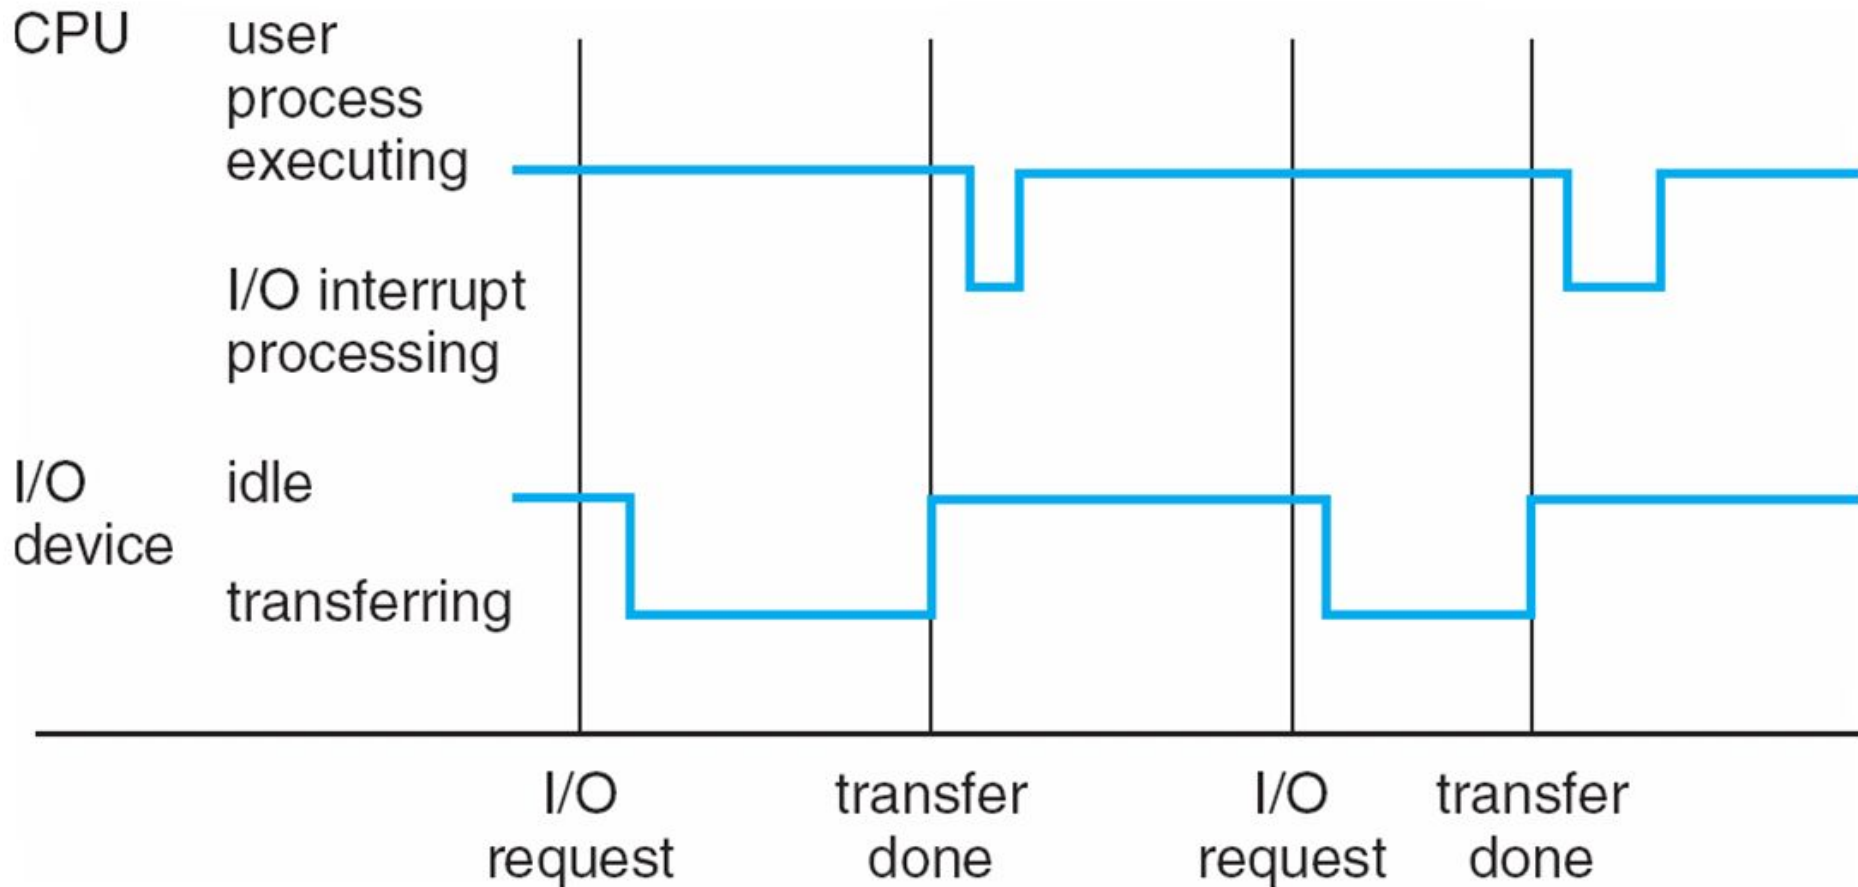 CPU user
process
executing
I/O interrupt
processing
I/O idle
device
transferring
I/O transfer I/O transfer
request done request done